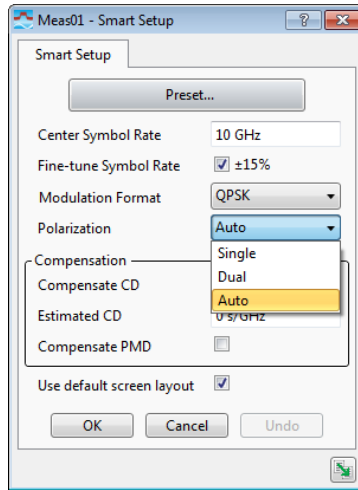 Meas01 - Smart Setup
Smart Setup
Preset...
Center Symbol Rate 10 GHz
Fine-tune Symbol Rate ±15%
Modulation Format QPSK
Polarization Auto
Single
Dual
Auto
Compensation
Compensate CD
Estimated CD 0 s/GHz
Compensate PMD
Use default screen layout
OK Cancel Undo